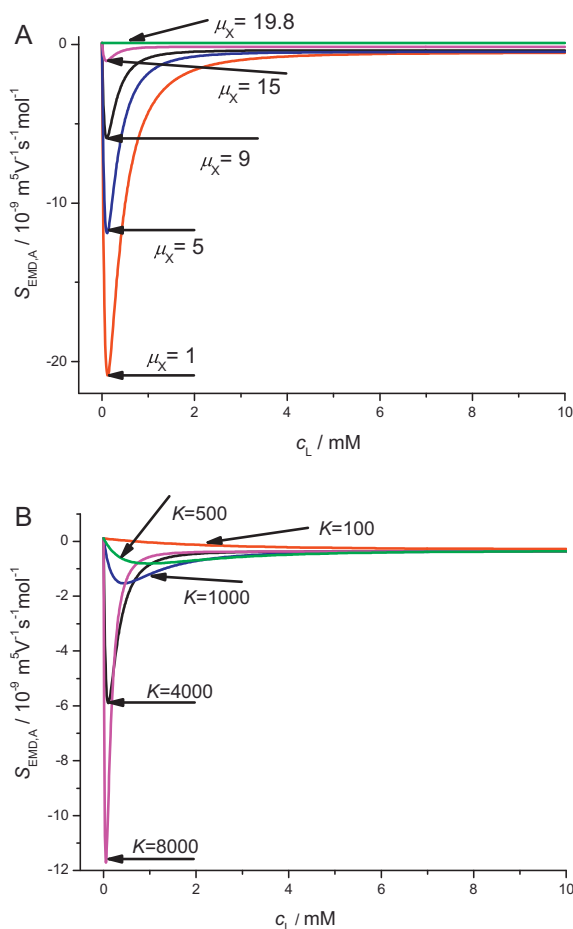 A
μX = 19.8
0
μX = 15
-10
μX = 9
μX = 5
-20
μX = 1
SEMD,A / 10⁻⁹ m⁵V⁻¹s⁻¹mol⁻¹
0 2 4 6 8 10
cL / mM
B
K=500
K=100
0
K=1000
-2
-4
K=4000
-6
-8
-10
K=8000
-12
SEMD,A / 10⁻⁹ m⁵V⁻¹s⁻¹mol⁻¹
0 2 4 6 8 10
cL / mM